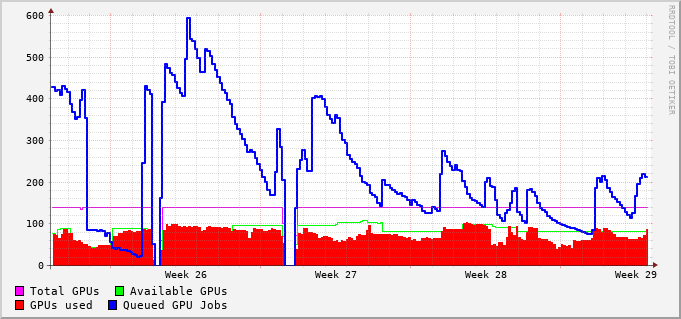 600
500
400
300
200
100
0
Week 26 Week 27 Week 28 Week 29
Total GPUs Available GPUs
GPUs used Queued GPU Jobs
RRDTOOL / TOBI OETIKER